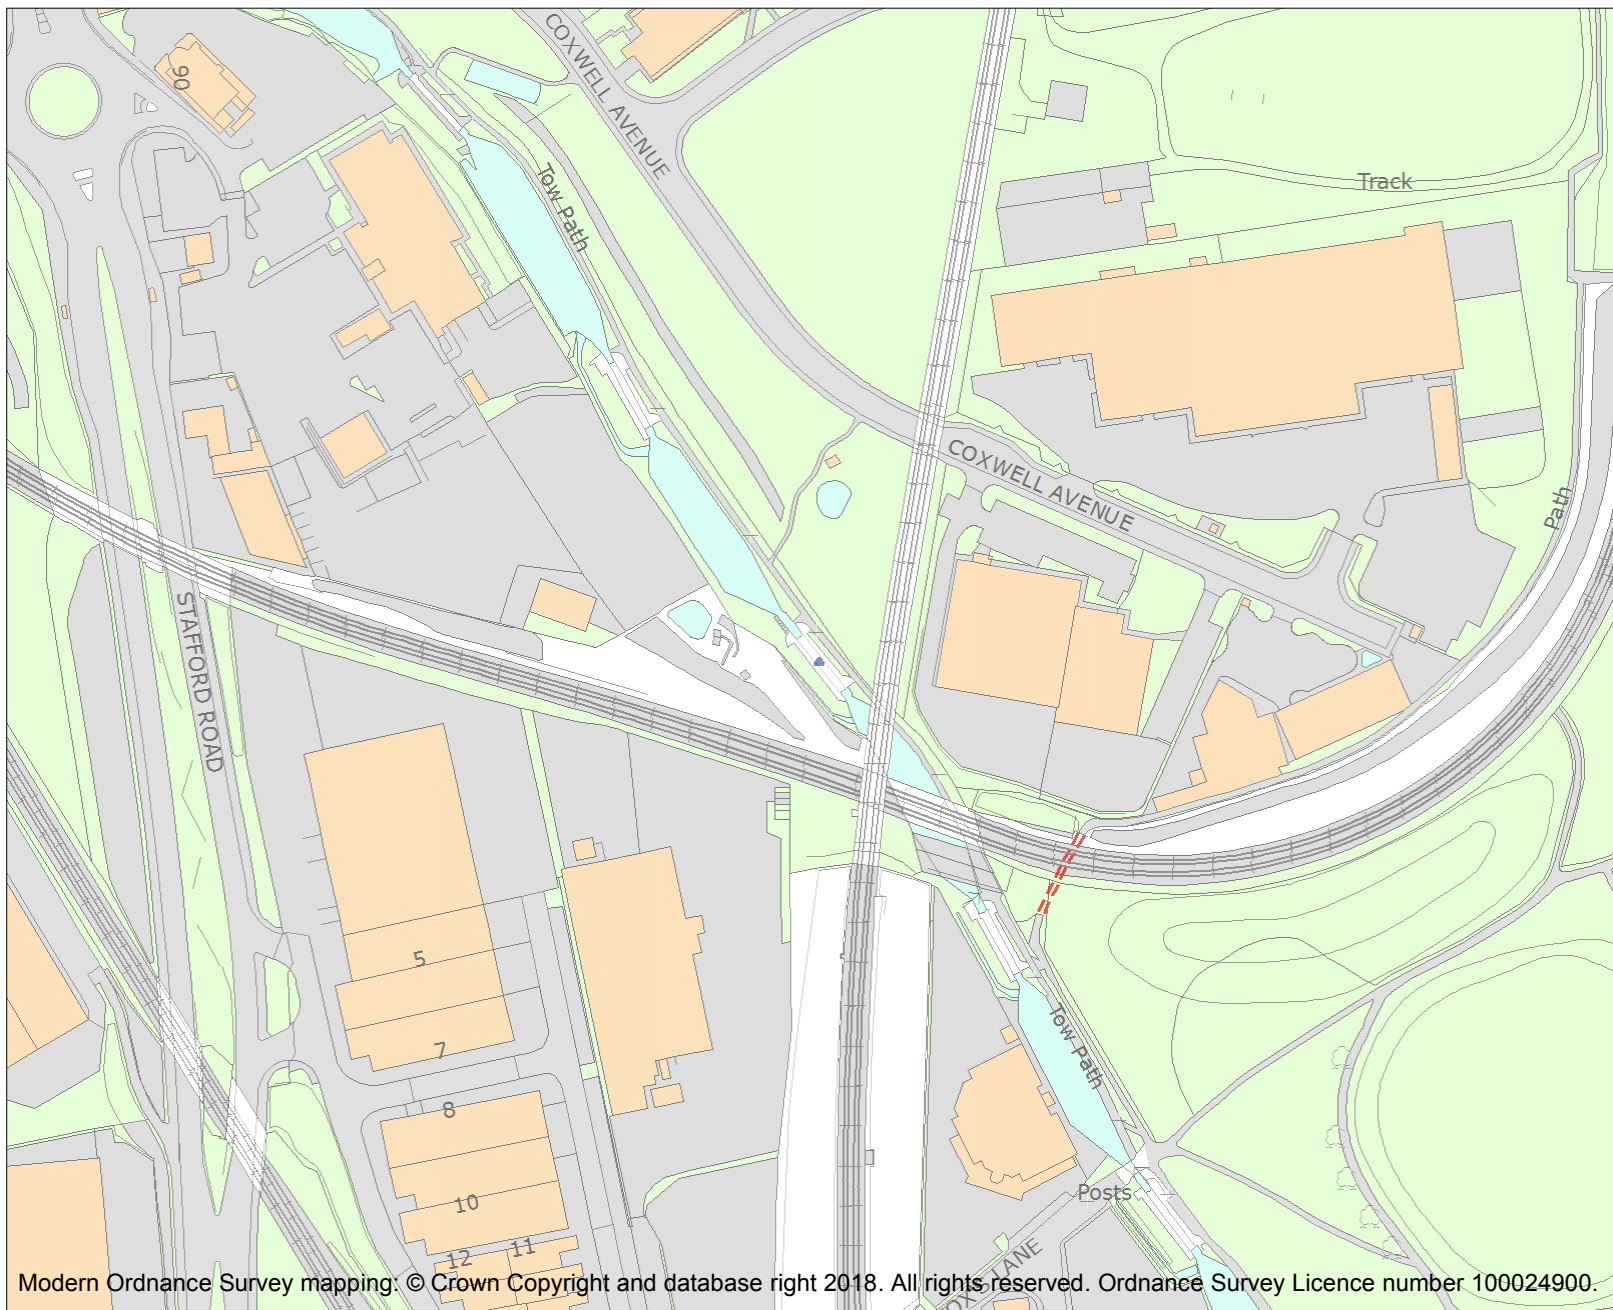 COXWELL AVENUE
90
Tow Path
Track
COXWELL AVENUE
Path
STAFFORD ROAD
5
7
Tow Path
8
Posts
10
11
12
LANE
Modern Ordnance Survey mapping: © Crown Copyright and database right 2018. All rights reserved. Ordnance Survey Licence number 100024900.